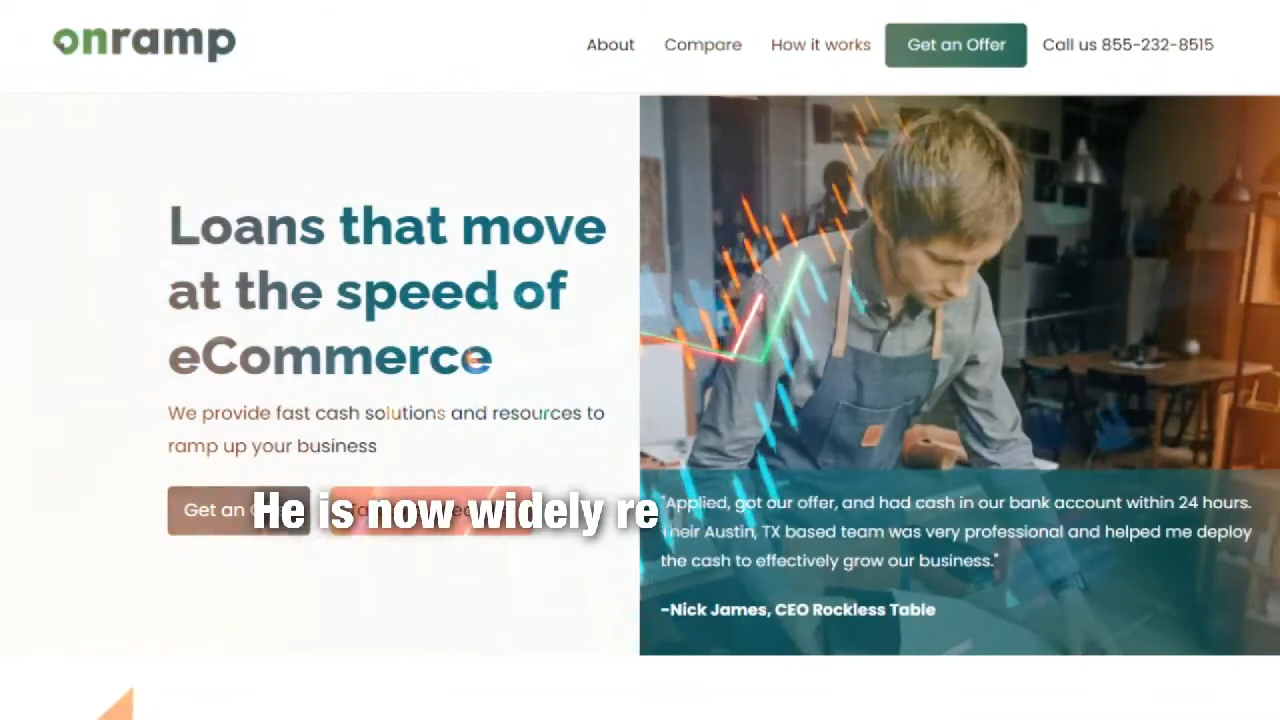 onramp
About
Compare
How it works
Get an Offer
Call us 855-232-8515
Loans that move
at the speed of
eCommerce
We provide fast cash solutions and resources to
ramp up your business
Get an
He is now widely re
"Applied, got our offer, and had cash in our bank account within 24 hours.
Their Austin, TX based team was very professional and helped me deploy
the cash to effectively grow our business."
-Nick James, CEO Rockless Table